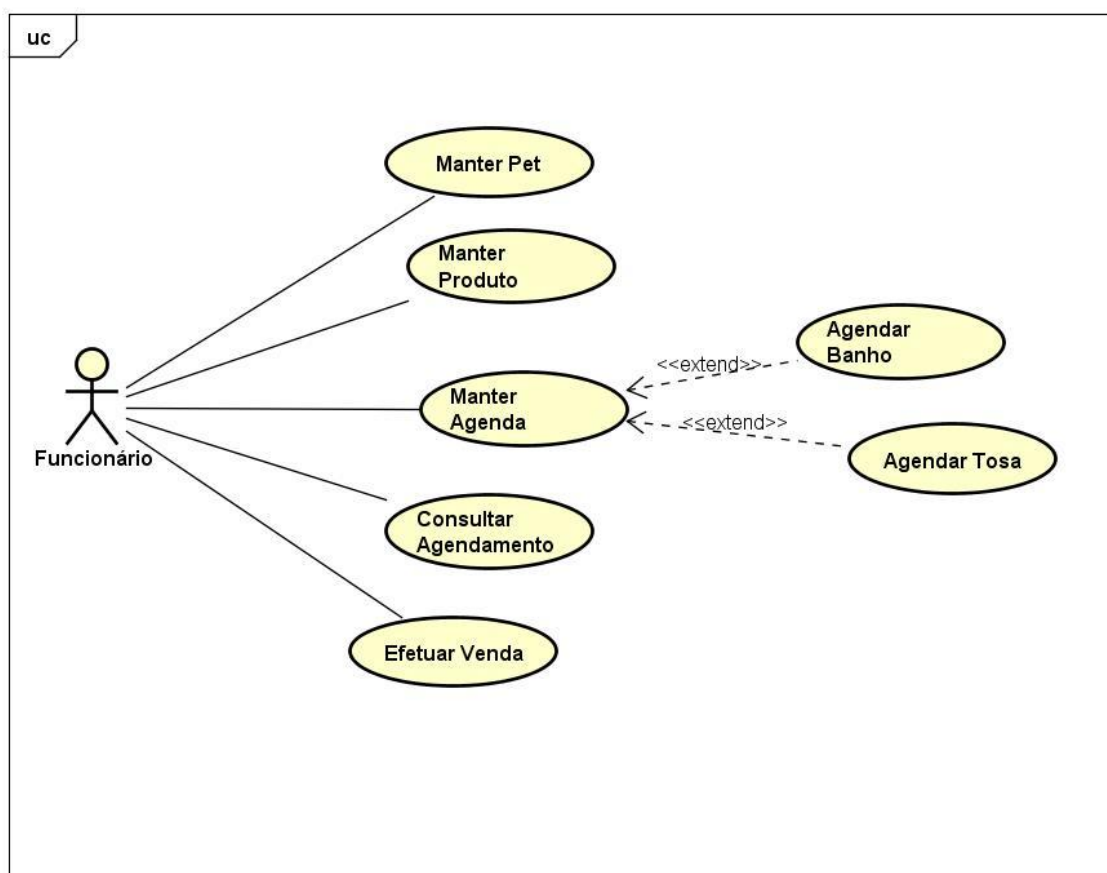 uc
Manter Pet
Manter
Produto
Agendar
Banho
<<extend>>
Manter
Agenda
<<extend>>
Agendar Tosa
Funcionário
Consultar
Agendamento
Efetuar Venda